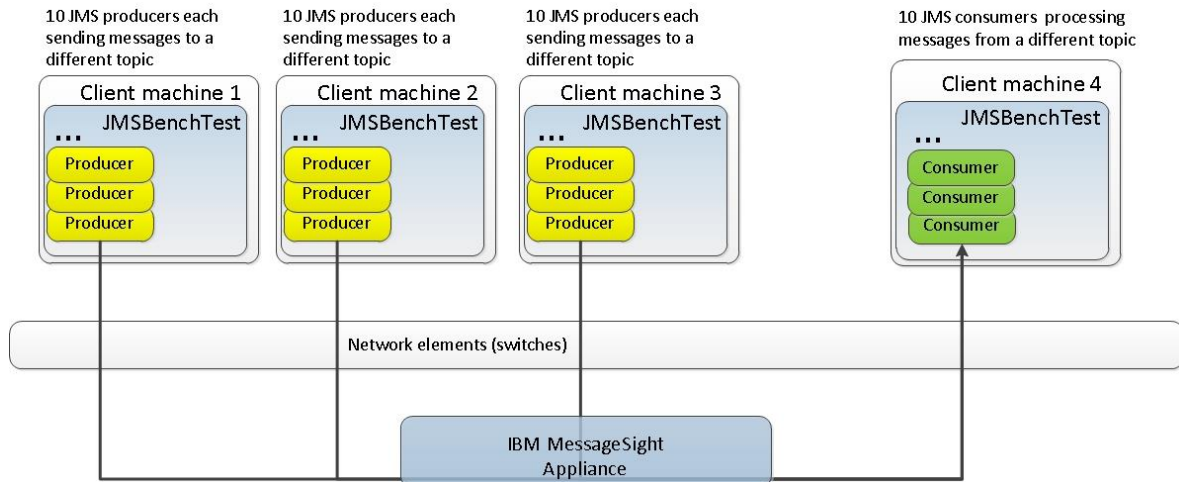 10 JMS producers each
sending messages to a
different topic
10 JMS producers each
sending messages to a
different topic
10 JMS producers each
sending messages to a
different topic
10 JMS consumers processing
messages from a different topic
Client machine 1
JMSBenchTest
...
Producer
Producer
Producer
Client machine 2
JMSBenchTest
...
Producer
Producer
Producer
Client machine 3
JMSBenchTest
...
Producer
Producer
Producer
Client machine 4
JMSBenchTest
...
Consumer
Consumer
Consumer
Network elements (switches)
IBM MessageSight
Appliance